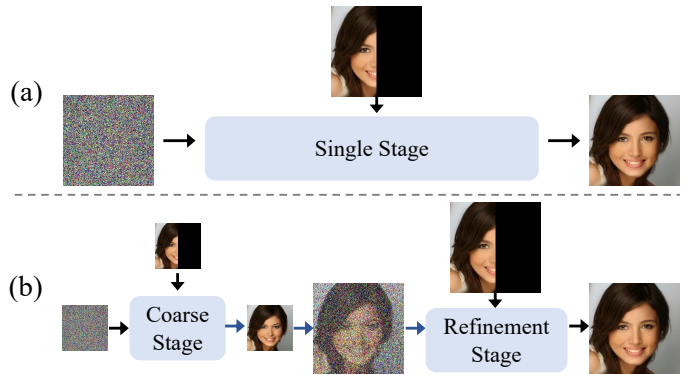 (a)
Single Stage
(b)
Coarse
Stage
Refinement
Stage